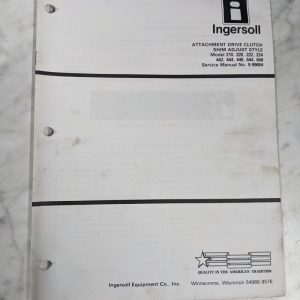 Ingersoll
ATTACHMENT DRIVE CLUTCH
SHIM ADJUST STYLE
Model 210, 220, 222, 224
442, 444, 446, 644, 646
Service Manual No. 9-99664
QUALITY IN THE AMERICAN TRADITION
Ingersoll Equipment Co., Inc.
Winneconne, Wisconsin 54986-9576